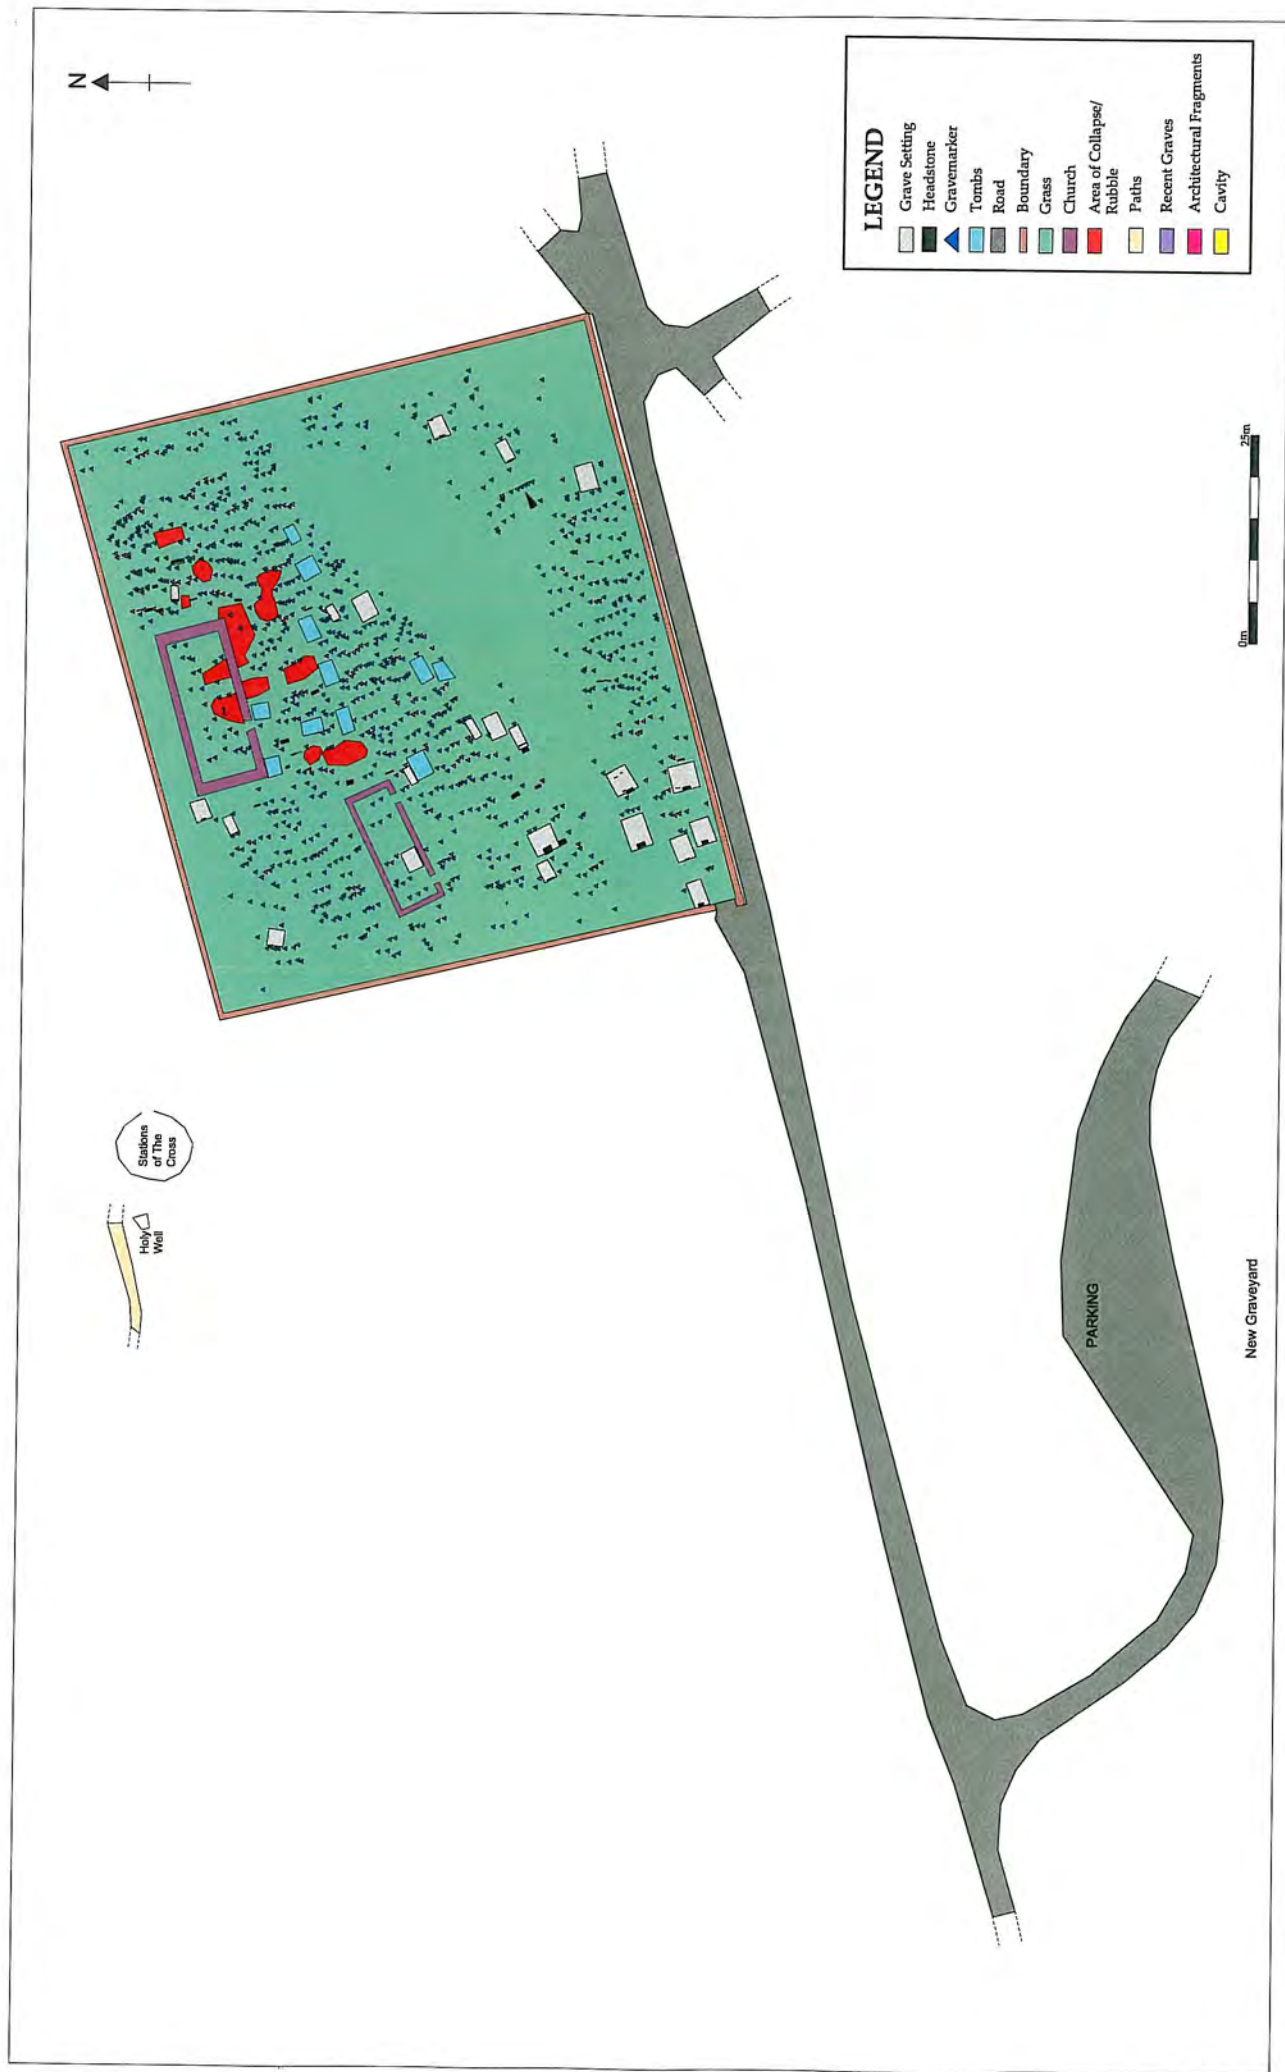 N
Stations
of The
Cross
Holy
Well
PARKING
New Graveyard
0m
25m
LEGEND
Grave Setting
Headstone
Gravemarker
Tombs
Road
Boundary
Grass
Church
Area of Collapse/
Rubble
Paths
Recent Graves
Architectural Fragments
Cavity